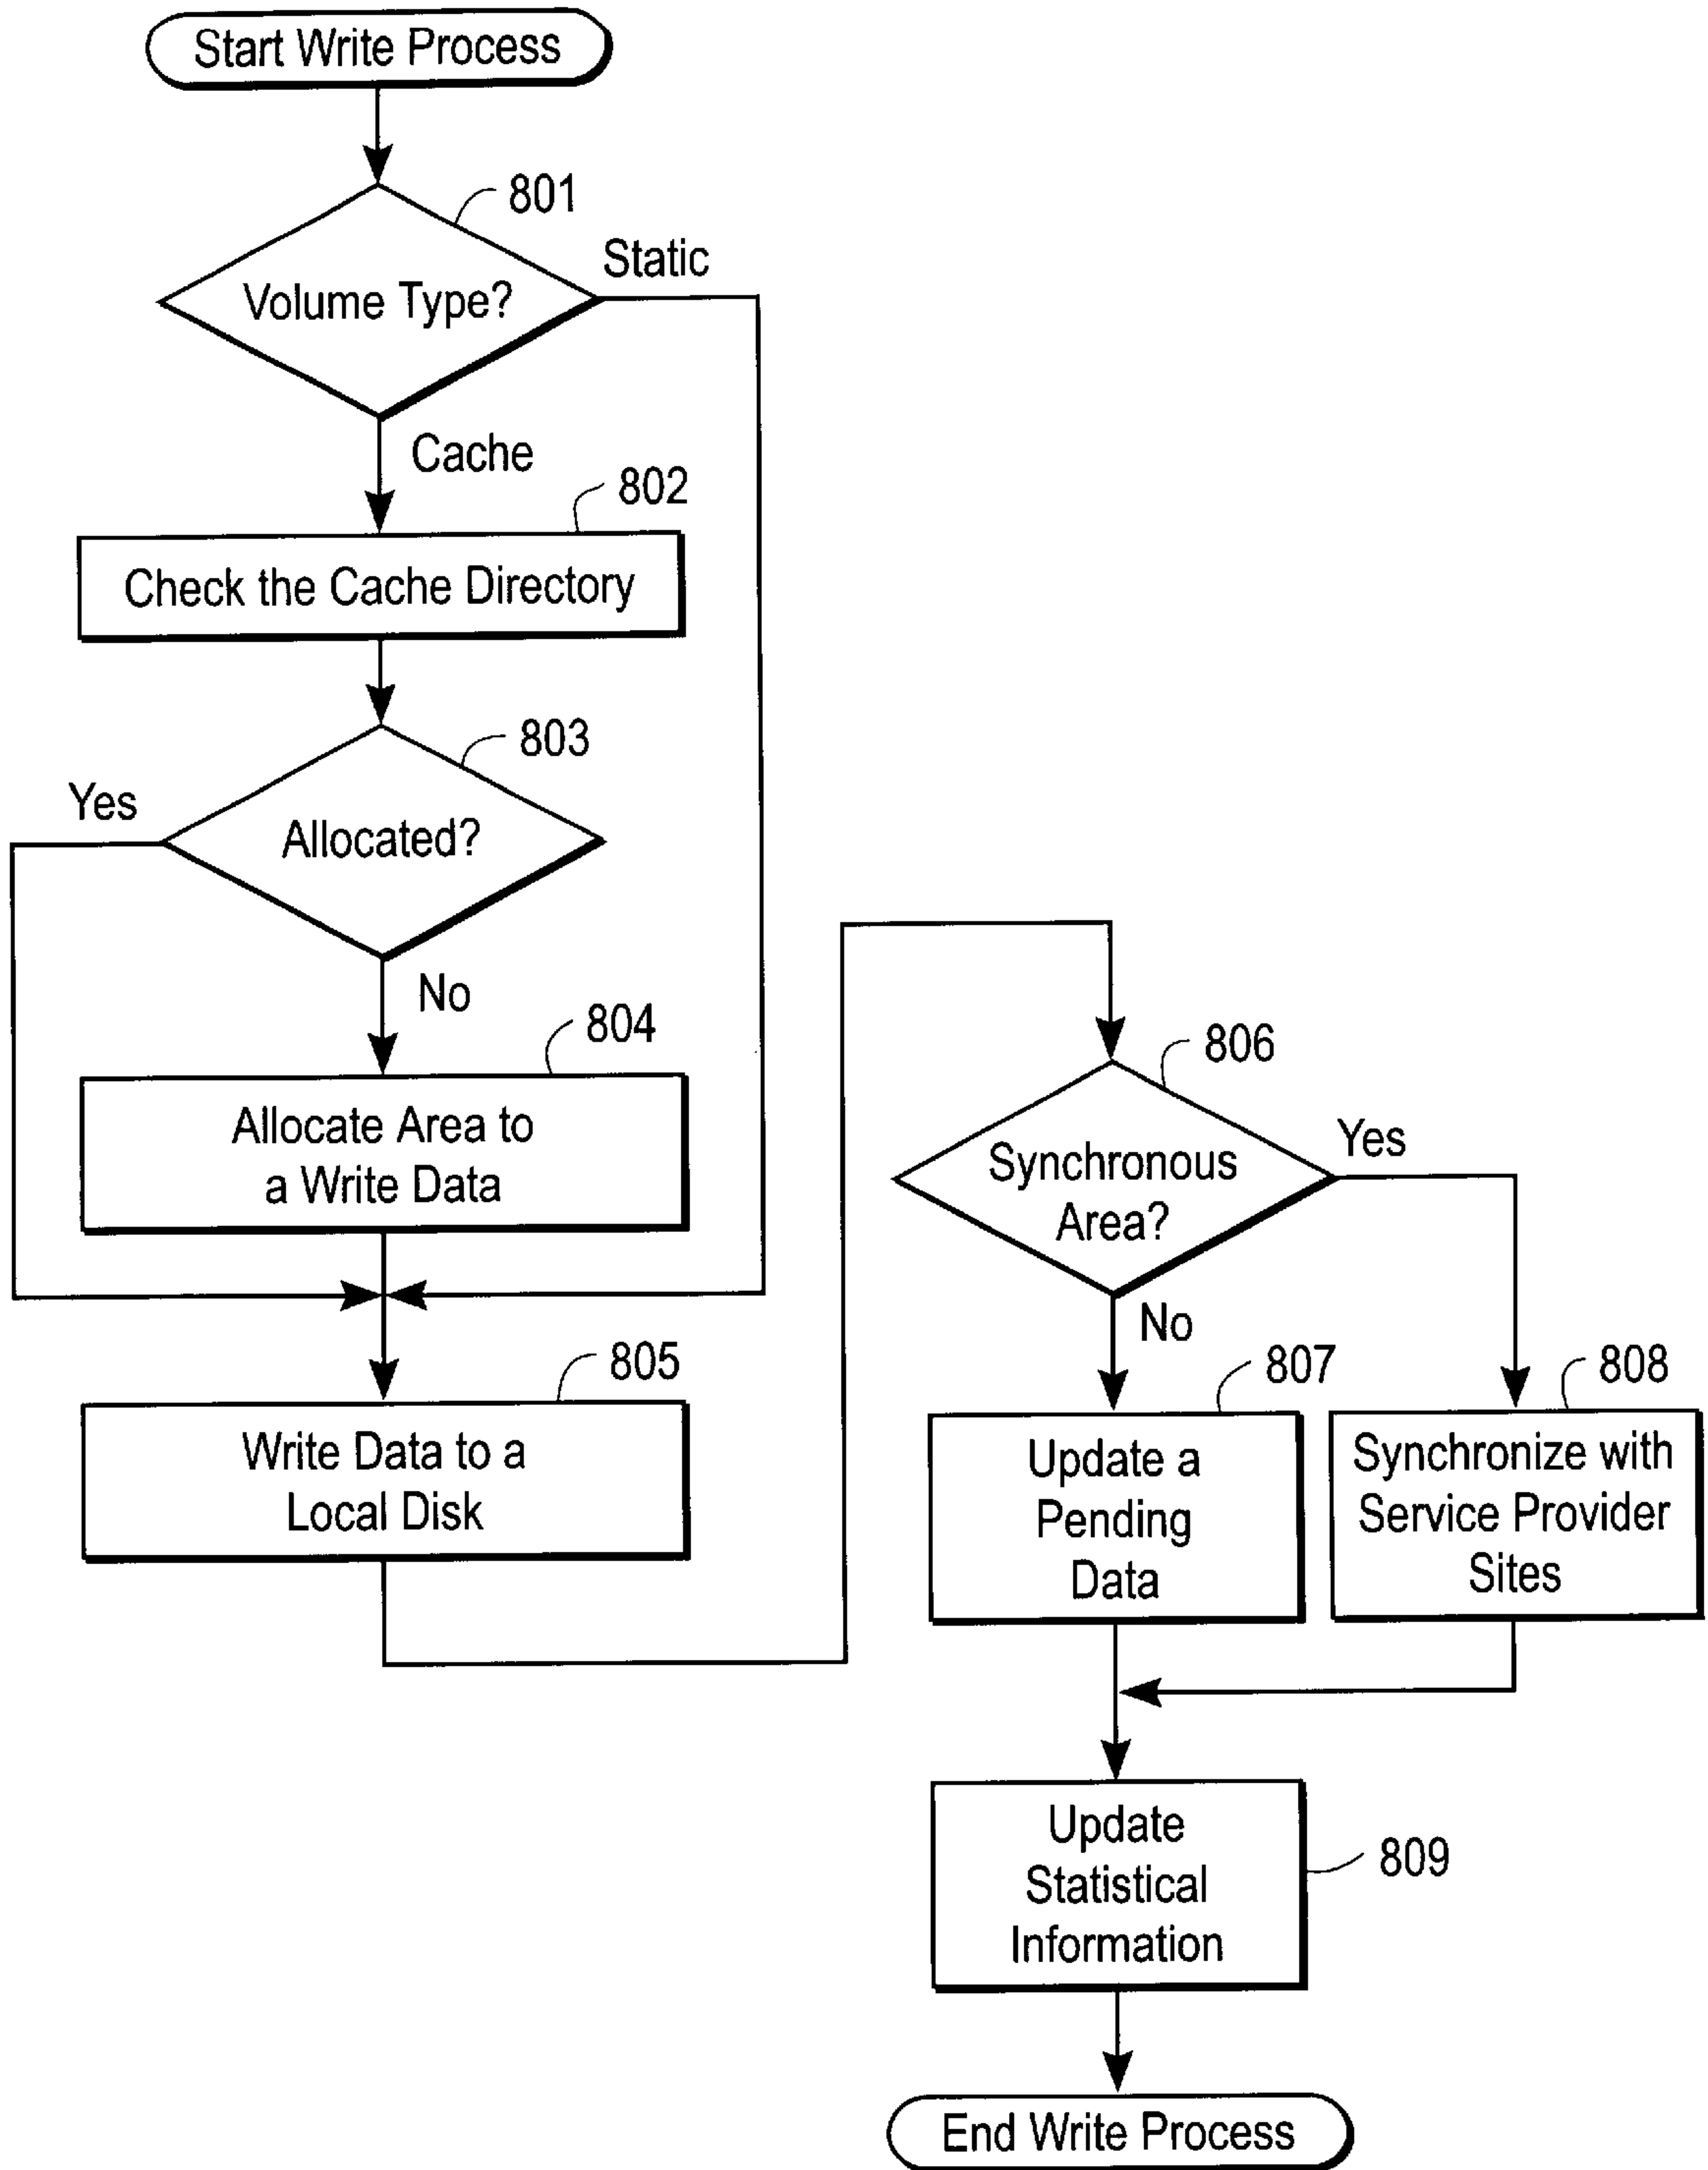 Start Write Process
801
Static
Volume Type?
Cache
802
Check the Cache Directory
803
Yes
Allocated?
No
804
Allocate Area to
a Write Data
805
Write Data to a
Local Disk
806
Yes
Synchronous
Area?
No
807
808
Update a
Pending
Data
Synchronize with
Service Provider
Sites
Update
Statistical
Information
809
End Write Process